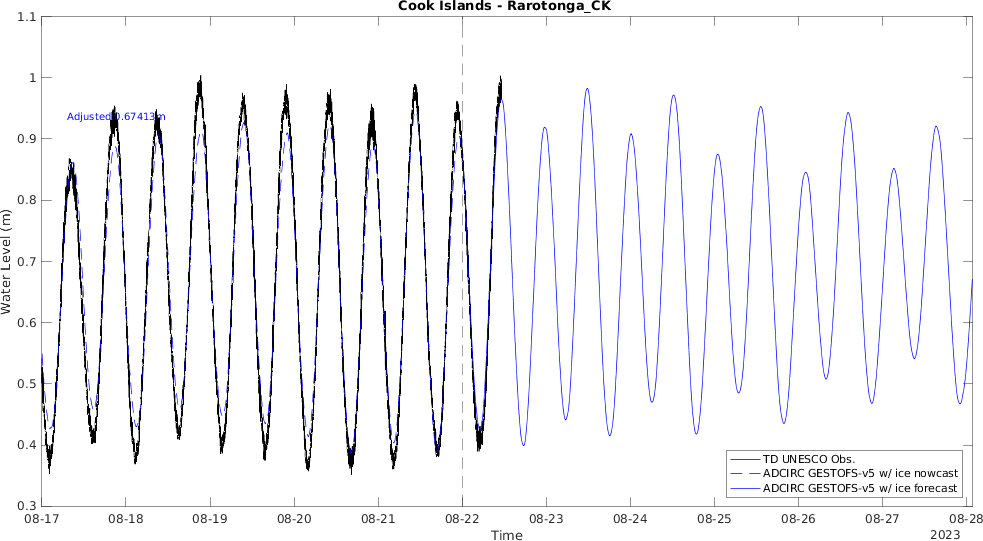 Cook Islands - Rarotonga_CK
1.1
1
0.9
0.8
0.7
0.6
0.5
0.4
0.3
Water Level (m)
Adjusted 0.67413m
TD UNESCO Obs.
ADCIRC GESTOFS-v5 w/ ice nowcast
ADCIRC GESTOFS-v5 w/ ice forecast
08-17 08-18 08-19 08-20 08-21 08-22 08-23 08-24 08-25 08-26 08-27 08-28
Time
2023